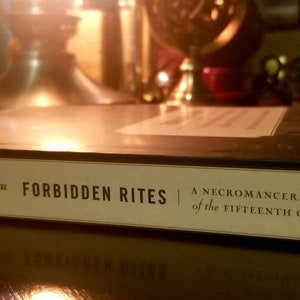 R FORBIDDEN RITES | A NECROMANCER
of the FIFTEENTH C